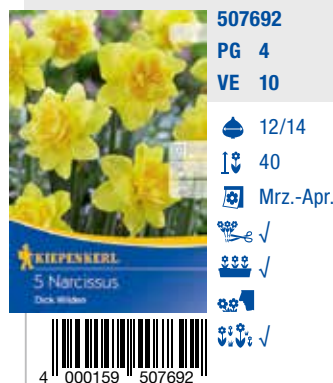 507692
PG 4
VE 10
12/14
40
Mrz.-Apr.
√
√
√
KIEPENKERL
5 Narcissus
Dick Wilden
4 000159 507692